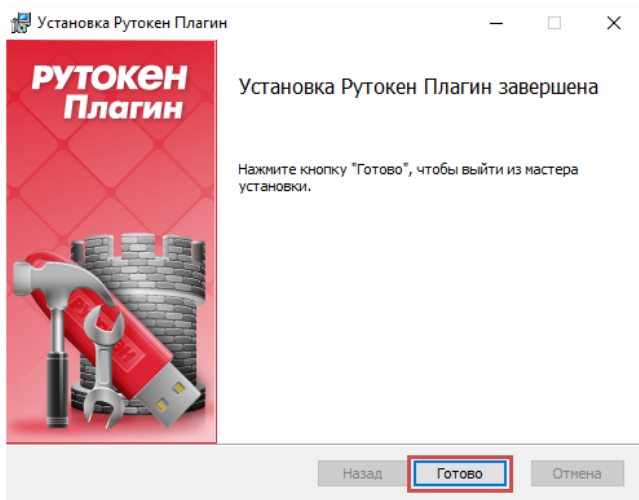 Установка Рутокен Плагин
рутокен
Плагин
Установка Рутокен Плагин завершена
Нажмите кнопку "Готово", чтобы выйти из мастера
установки.
РУТОКЕН
Назад
Готово
Отмена